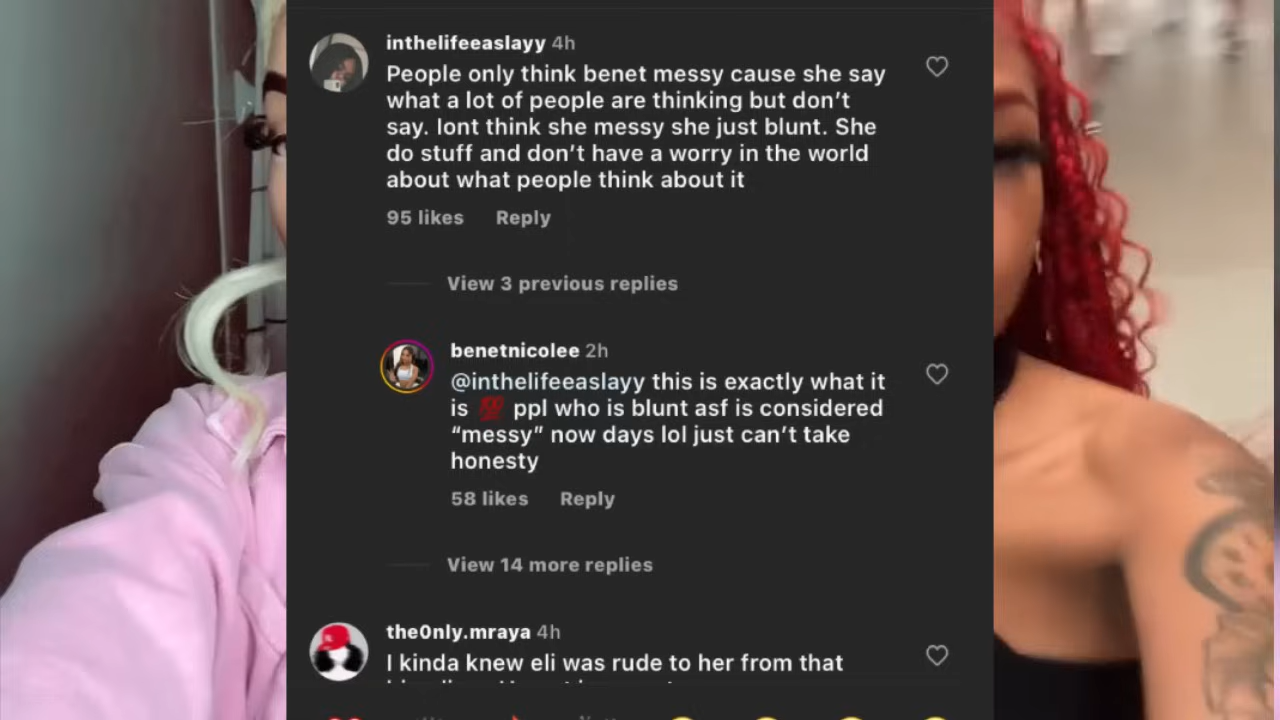 inthelifeeaslayy 4h
People only think benet messy cause she say
what a lot of people are thinking but don’t
say. Iont think she messy she just blunt. She
do stuff and don’t have a worry in the world
about what people think about it
95 likes Reply
View 3 previous replies
benetnicolee 2h
@inthelifeeaslayy this is exactly what it
is 💯 ppl who is blunt asf is considered
“messy” now days lol just can’t take
honesty
58 likes Reply
View 14 more replies
the0nly.mraya 4h
I kinda knew eli was rude to her from that